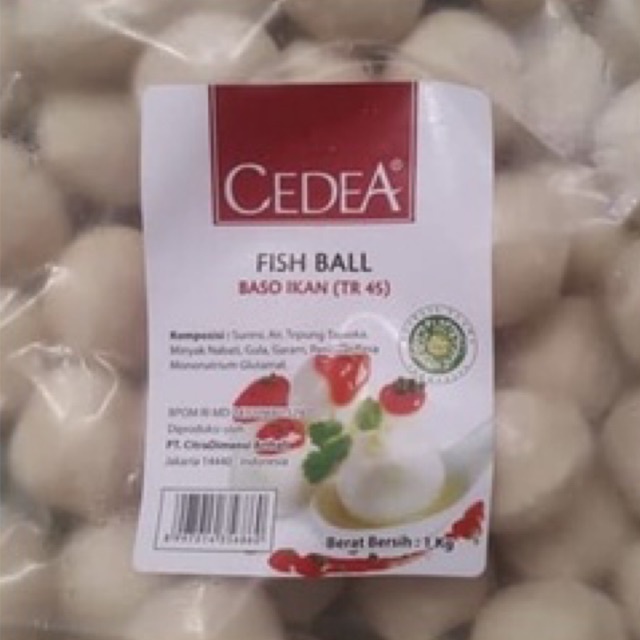 CEDEA®
FISH BALL
BASO IKAN (TR 45)
Komposisi : Surimi, Air, Tepung Tapioka,
Minyak Nabati, Gula, Garam,
Mononatrium Glutamat.
BPOM RI MD
Diproduksi oleh
PT. CitraDimensi Arthali
Jakarta 14440 Indonesia
Berat Bersih : 1 Kg